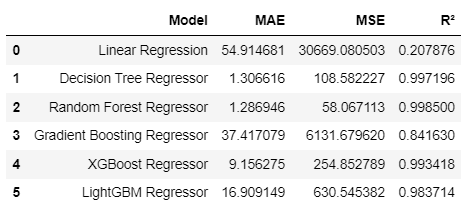 Model MAE MSE R²
0 Linear Regression 54.914681 30669.080503 0.207876
1 Decision Tree Regressor 1.306616 108.582227 0.997196
2 Random Forest Regressor 1.286946 58.067113 0.998500
3 Gradient Boosting Regressor 37.417079 6131.679620 0.841630
4 XGBoost Regressor 9.156275 254.852789 0.993418
5 LightGBM Regressor 16.909149 630.545382 0.983714